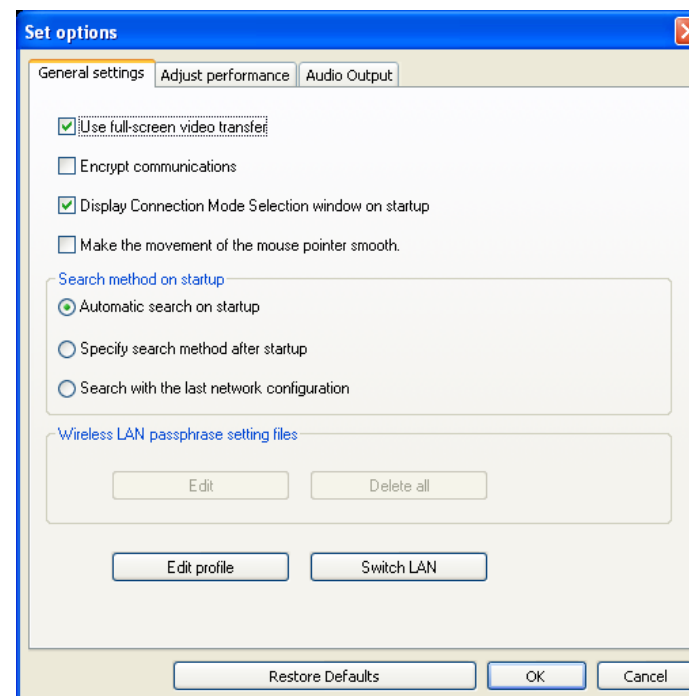 Set options
General settings
Adjust performance
Audio Output
Use full-screen video transfer
Encrypt communications
Display Connection Mode Selection window on startup
Make the movement of the mouse pointer smooth.
Search method on startup
Automatic search on startup
Specify search method after startup
Search with the last network configuration
Wireless LAN passphrase setting files
Edit
Delete all
Edit profile
Switch LAN
Restore Defaults
OK
Cancel